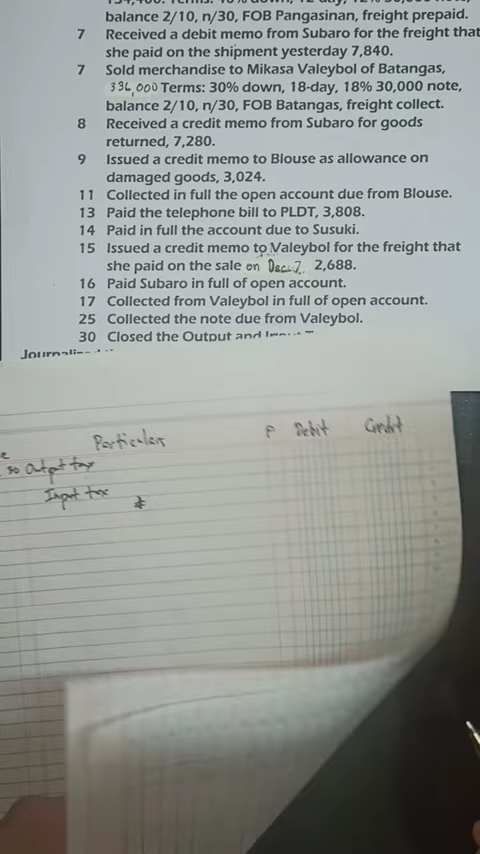 balance 2/10, n/30, FOB Pangasinan, freight prepaid.
7 Received a debit memo from Subaro for the freight that
she paid on the shipment yesterday 7,840.
7 Sold merchandise to Mikasa Valeybol of Batangas,
336,000 Terms: 30% down, 18-day, 18% 30,000 note,
balance 2/10, n/30, FOB Batangas, freight collect.
8 Received a credit memo from Subaro for goods
returned, 7,280.
9 Issued a credit memo to Blouse as allowance on
damaged goods, 3,024.
11 Collected in full the open account due from Blouse.
13 Paid the telephone bill to PLDT, 3,808.
14 Paid in full the account due to Susuki.
15 Issued a credit memo to Valeybol for the freight that
she paid on the sale on Dec. 7, 2,688.
16 Paid Subaro in full of open account.
17 Collected from Valeybol in full of open account.
25 Collected the note due from Valeybol.
30 Closed the Output and
Particulars P Debit Credit
30 Output tax
Input tax